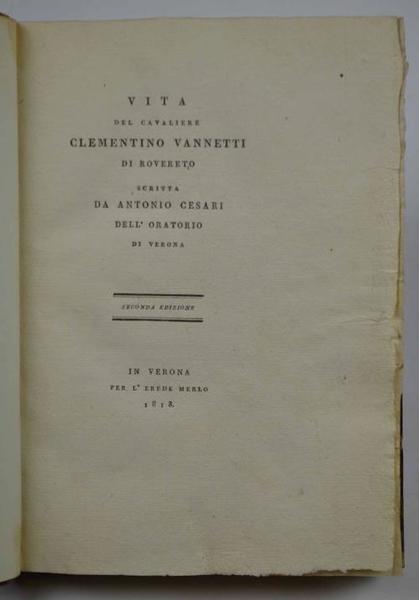 VITA
DEL CAVALIERE
CLEMENTINO VANNETTI
DI ROVERETO
SCRITTA
DA ANTONIO CESARI
DELL' ORATORIO
DI VERONA
SECONDA EDIZIONE
IN VERONA
PER L' EREDE MERLO
1818.